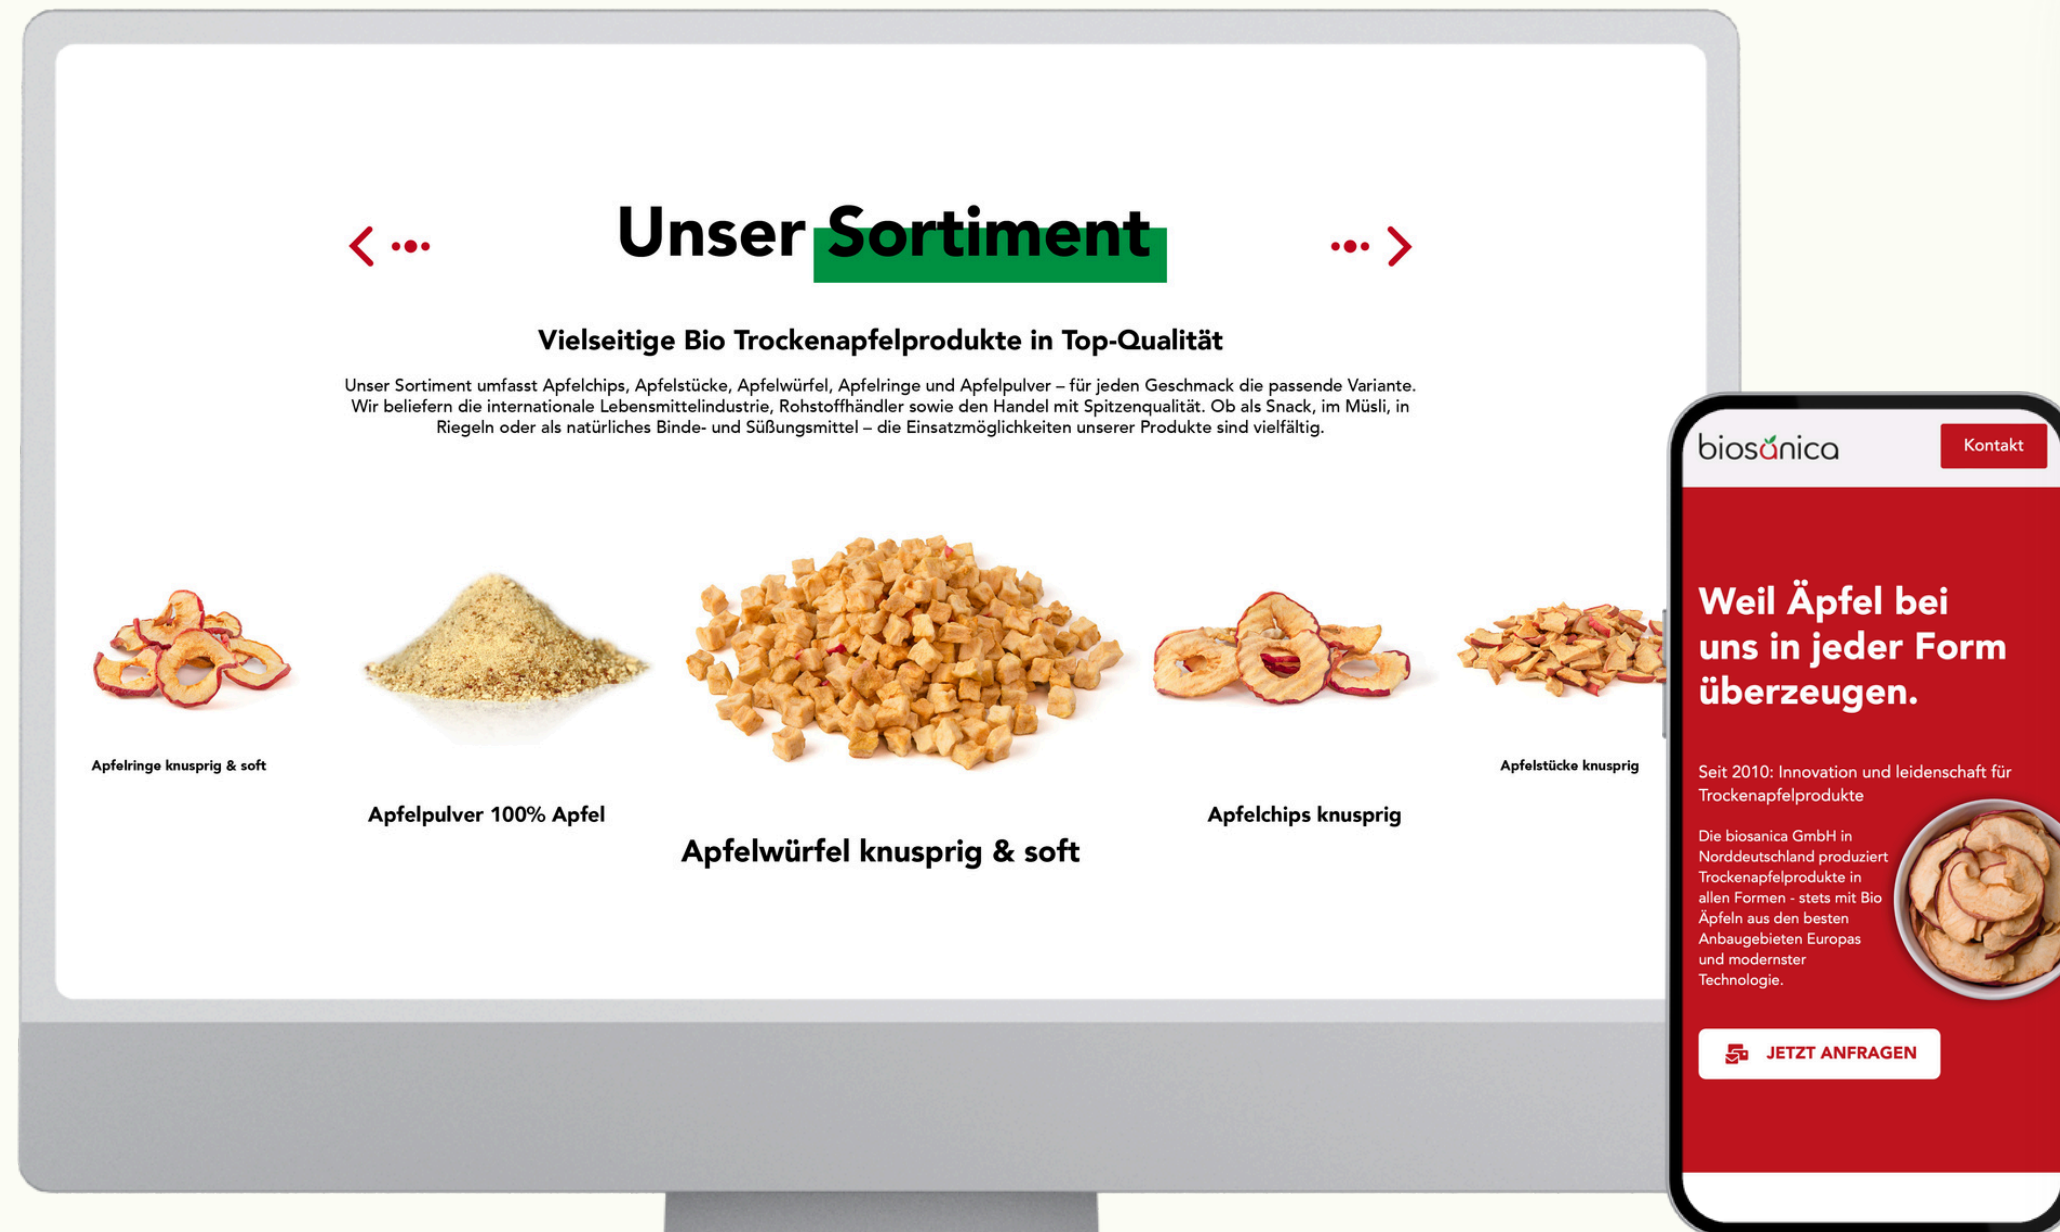 Unser Sortiment
Vielseitige Bio Trockenapfelprodukte in Top-Qualität
Unser Sortiment umfasst Apfelchips, Apfelstücke, Apfelwürfel, Apfelringe und Apfelpulver – für jeden Geschmack die passende Variante.
Wir beliefern die internationale Lebensmittelindustrie, Rohstoffhändler sowie den Handel mit Spitzenqualität. Ob als Snack, im Müsli, in
Riegeln oder als natürliches Binde- und Süßungsmittel – die Einsatzmöglichkeiten unserer Produkte sind vielfältig.
Apfelringe knusprig & soft
Apfelpulver 100% Apfel
Apfelwürfel knusprig & soft
Apfelchips knusprig
Apfelstücke knusprig
biosanica
Kontakt
Weil Äpfel bei
uns in jeder Form
überzeugen.
Seit 2010: Innovation und leidenschaft für
Trockenapfelprodukte
Die biosanica GmbH in
Norddeutschland produziert
Trockenapfelprodukte in
allen Formen - stets mit Bio
Äpfeln aus den besten
Anbaugebieten Europas
und modernster
Technologie.
JETZT ANFRAGEN